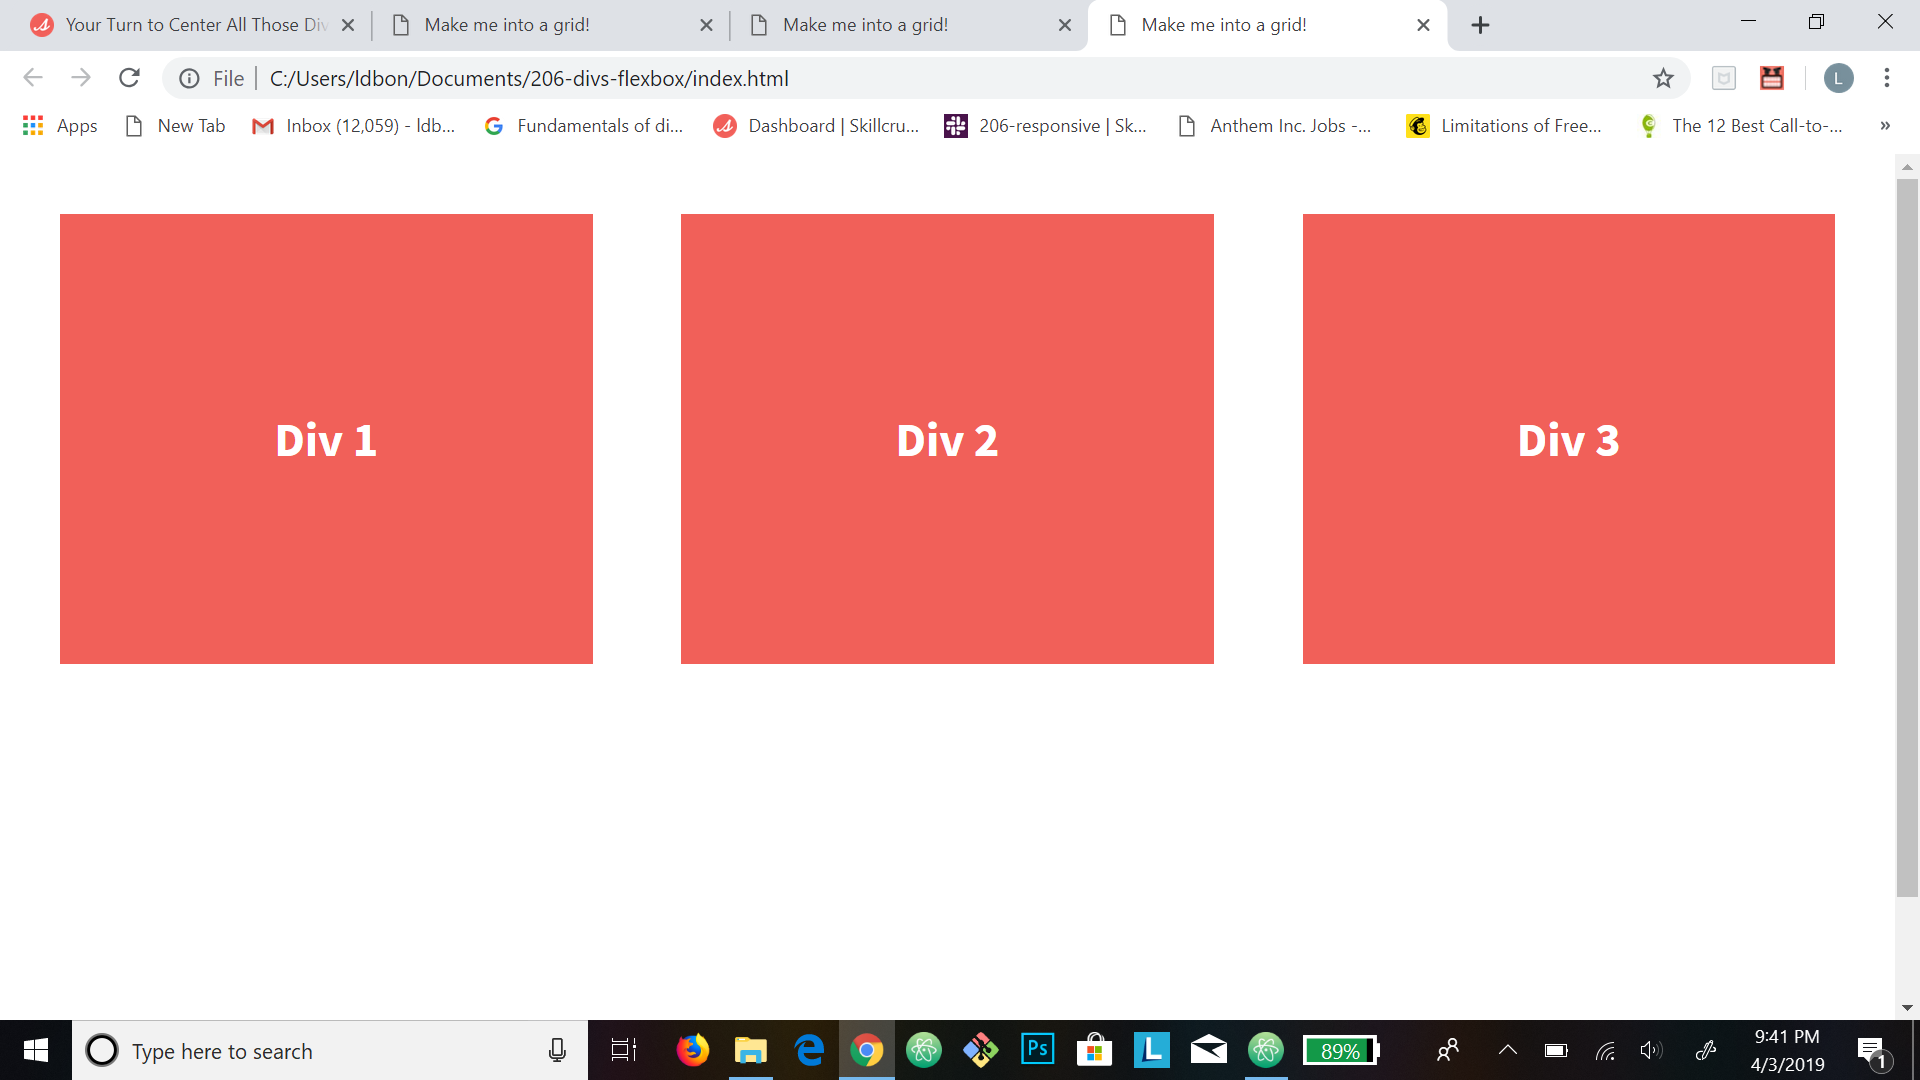 Your Turn to Center All Those Div
Make me into a grid!
Make me into a grid!
Make me into a grid!
File
C:/Users/ldbon/Documents/206-divs-flexbox/index.html
L
Apps
New Tab
Inbox (12,059) - ldb...
Fundamentals of di...
Dashboard | Skillcru...
206-responsive | Sk...
Anthem Inc. Jobs -...
Limitations of Free...
The 12 Best Call-to-...
»
Div 1
Div 2
Div 3
Type here to search
Ps
L
89%
9:41 PM
4/3/2019
1